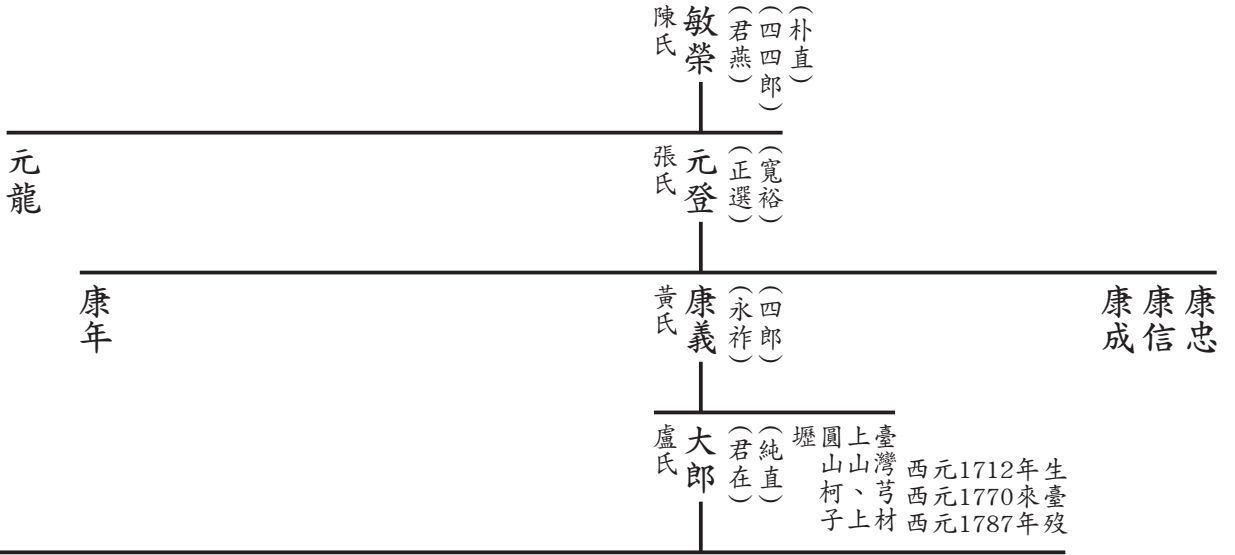 (朴直)
(四四郎)
(君燕)
敏榮
陳氏
(寬裕)
(正選)
元登
張氏
元龍
康忠
康信
康成
(四郎)
(永祚)
康義
黃氏
康年
西元1712年生
西元1770來臺
西元1787年歿
臺灣芎材
上山、上
圓山柯子
壢
(純直)
(君在)
大郎
盧氏